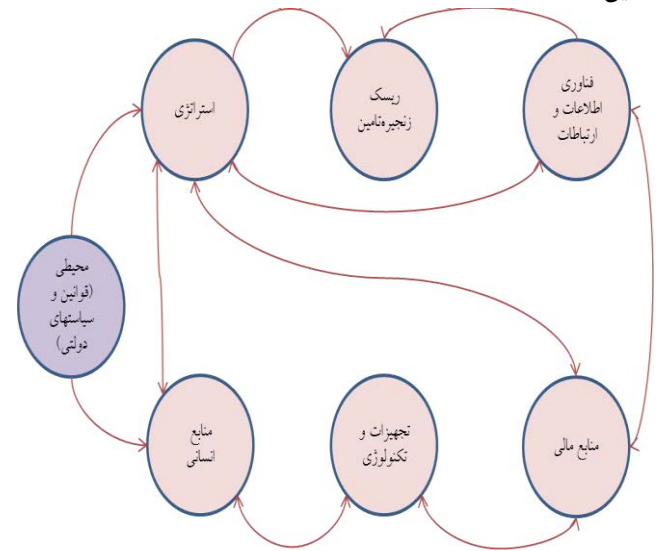 فناوری
اطلاعات و
ارتباطات
ریسک
زنجیره‌تامین
استراتژی
محیطی
(قوانین و
سیاستهای
دولتی)
منابع مالی
تجهیزات و
تکنولوژی
منابع
انسانی